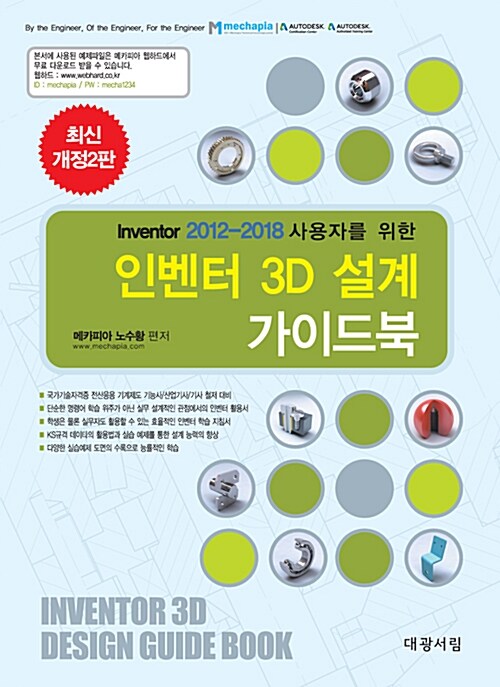 By the Engineer, Of the Engineer, For the Engineer mechapia AUTODESK. AUTODESK.
Certification Center Authorized Training Center
본서에 사용된 예제파일은 메카피아 웹하드에서
무료 다운로드 받을 수 있습니다.
웹하드 : www.webhard.co.kr
ID : mechapia / PW : mecha1234
최신
개정2판
Inventor 2012-2018 사용자를 위한
인벤터 3D 설계
가이드북
메카피아 노수황 편저
www.mechapia.com
국가기술자격증 전산응용 기계제도 기능사/산업기사/기사 철저 대비
단순한 명령어 학습 위주가 아닌 실무 설계적인 관점에서의 인벤터 활용서
학생은 물론 실무자도 활용할 수 있는 효율적인 인벤터 학습 지침서
KS규격 데이타의 활용법과 실습 예제를 통한 설계 능력의 향상
다양한 실습예제 도면의 수록으로 능률적인 학습
INVENTOR 3D
DESIGN GUIDE BOOK
대광서림